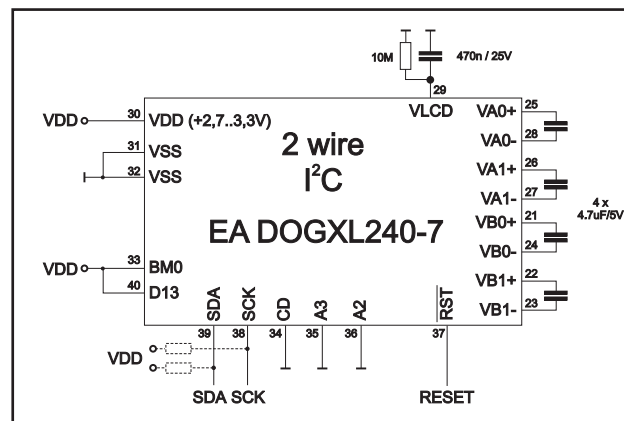 10M
470n / 25V
29
VLCD
VDD
30
VDD (+2,7..3,3V)
31
VSS
32
VSS
2 wire
I²C
EA DOGXL240-7
VDD
33
BM0
40
D13
VA0+
25
VA0-
28
VA1+
26
VA1-
27
VB0+
21
VB0-
24
VB1+
22
VB1-
23
4 x
4.7uF/5V
SDA
SCK
CD
A3
A2
RST
39
38
34
35
36
37
VDD
SDA SCK
RESET